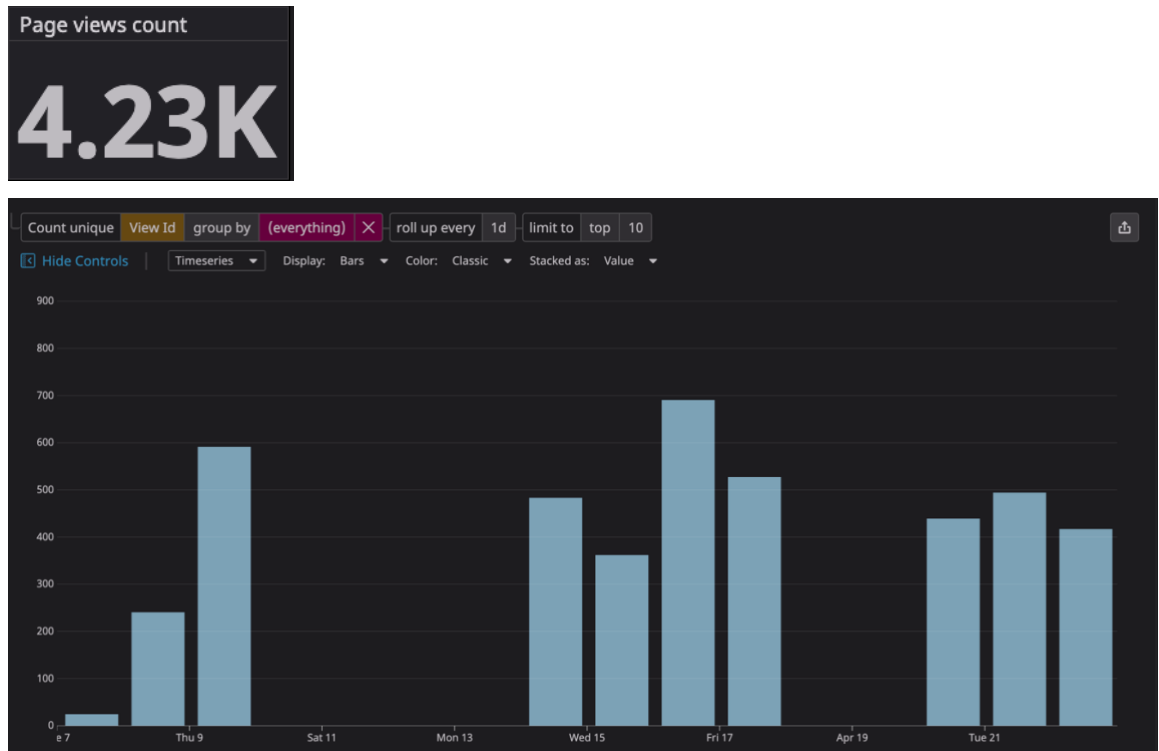 Page views count
4.23K
Count unique View Id group by (everything) roll up every 1d limit to top 10
Hide Controls Timeseries Display: Bars Color: Classic Stacked as: Value
900
800
700
600
500
400
300
200
100
0
e 7 Thu 9 Sat 11 Mon 13 Wed 15 Fri 17 Apr 19 Tue 21